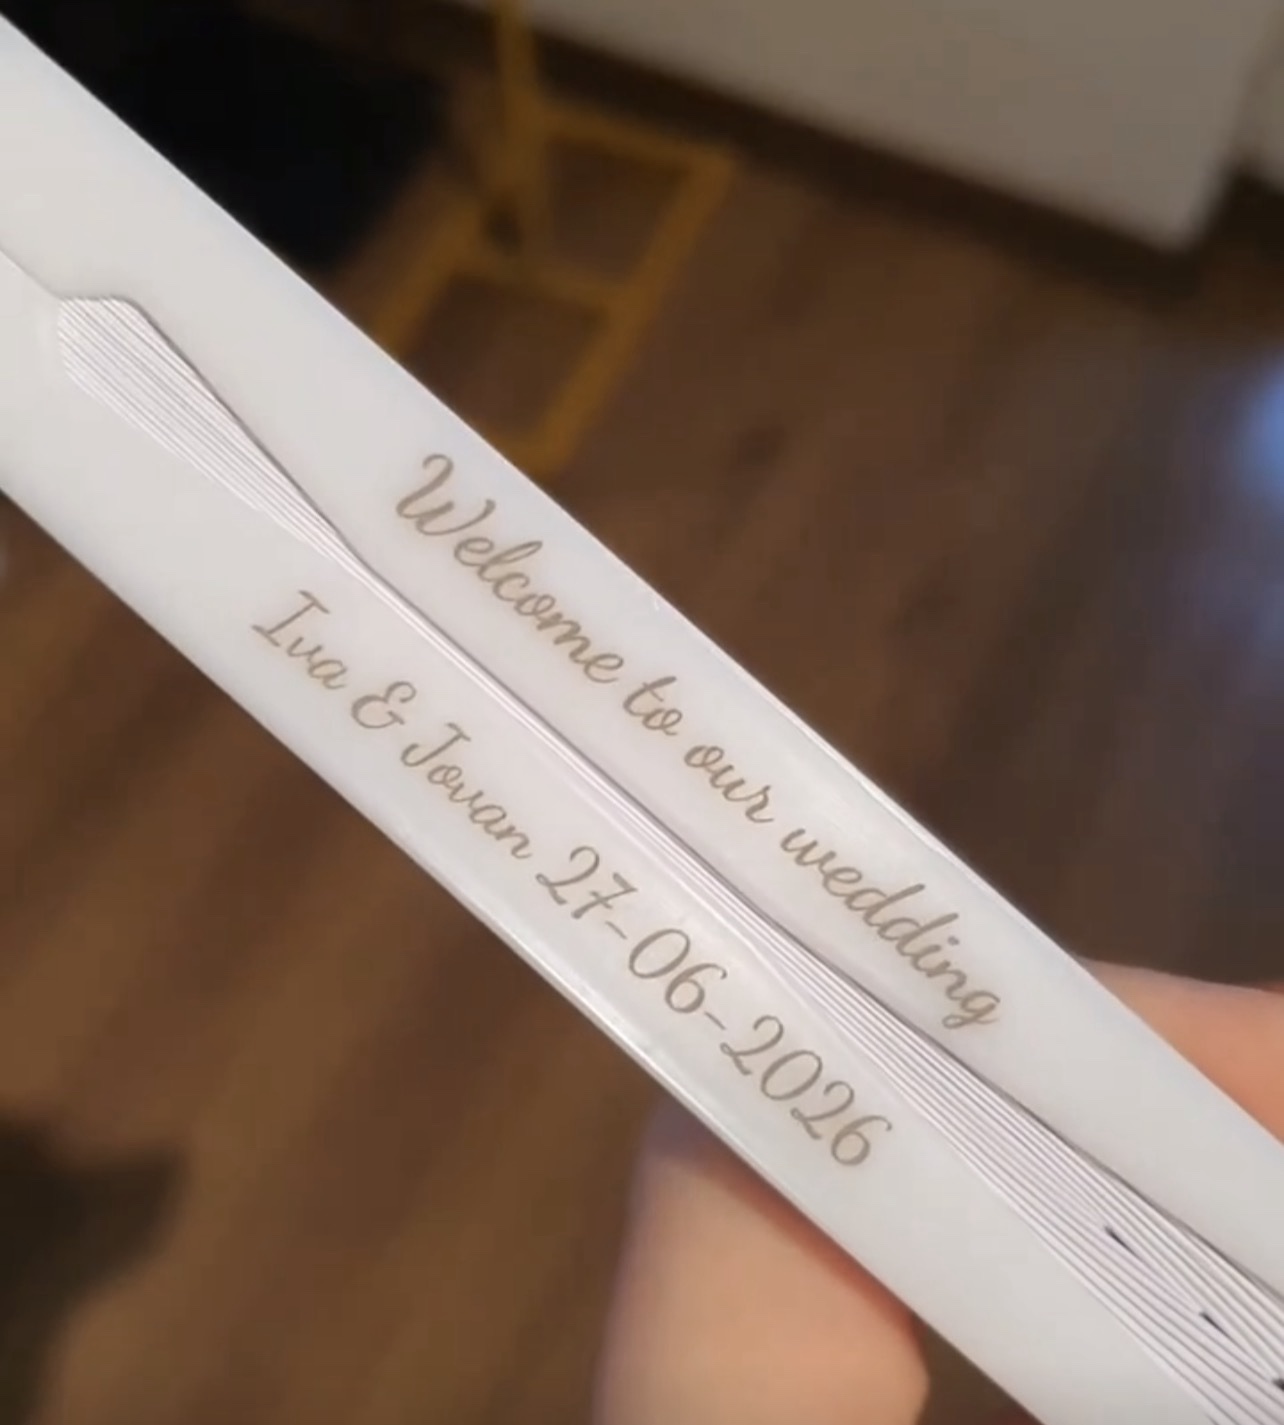 Welcome to our wedding
Iva & Jovan 27-06-2026